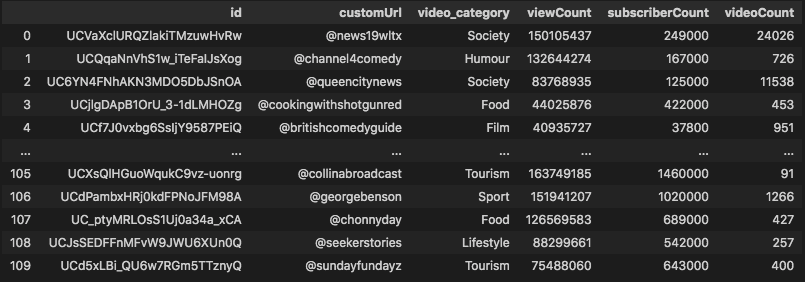 id customUrl video_category viewCount subscriberCount videoCount
0 UCVaXclURQZlakiTMzuwHvRw @news19wltx Society 150105437 249000 24026
1 UCQqaNnVhS1w_iTeFalJsXog @channel4comedy Humour 132644274 167000 726
2 UC6YN4FNhAKN3MDO5DbJSnOA @queencitynews Society 83768935 125000 11538
3 UCjlgDApB1OrU_3-1dLMHOZg @cookingwithshotgunred Food 44025876 422000 453
4 UCf7J0vxbg6SsljY9587PEiQ @britishcomedyguide Film 40935727 37800 951
... ... ... ... ... ... ...
105 UCXsQlHGuoWqukC9vz-uonrg @collinabroadcast Tourism 163749185 1460000 91
106 UCdPambxHRj0kdFPNoJFM98A @georgebenson Sport 151941207 1020000 1266
107 UC_ptyMRLOsS1Uj0a34a_xCA @chonnyday Food 126569583 689000 427
108 UCJsSEDFFnMFvW9JWU6XUn0Q @seekerstories Lifestyle 88299661 542000 257
109 UCd5xLBi_QU6w7RGm5TTznyQ @sundayfundayz Tourism 75488060 643000 400